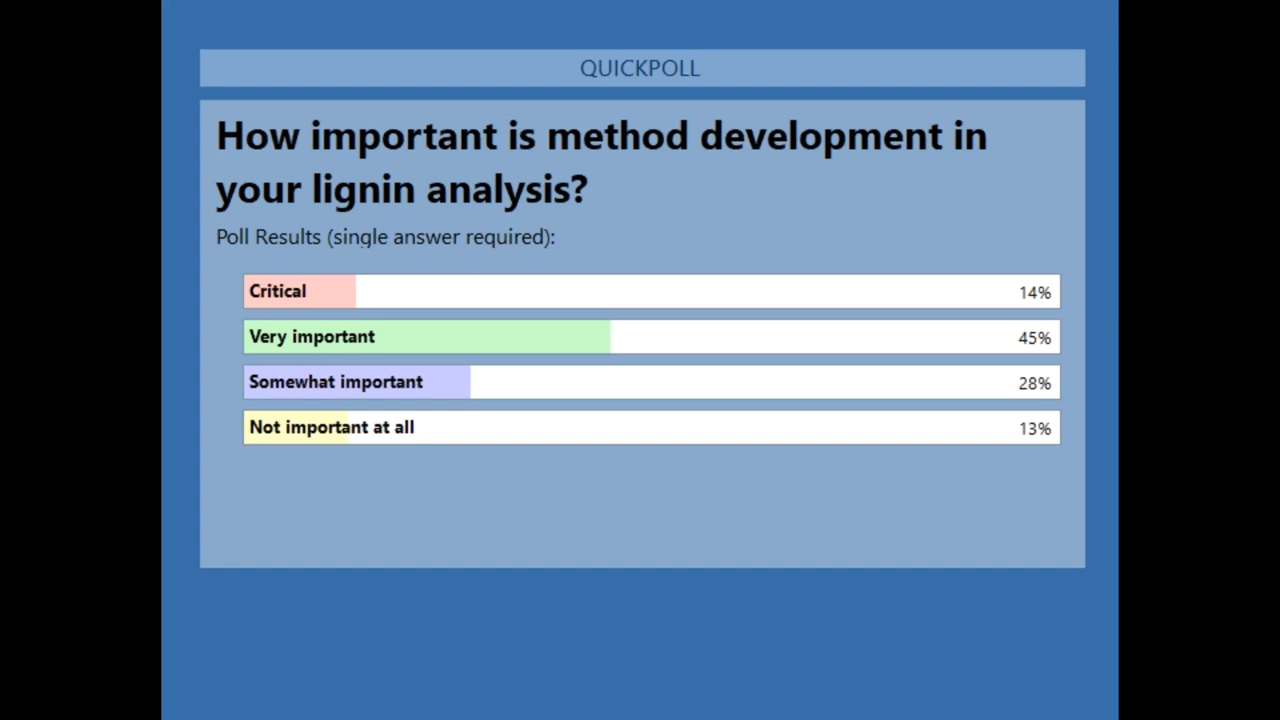 QUICKPOLL
How important is method development in
your lignin analysis?
Poll Results (single answer required):
Critical 14%
Very important 45%
Somewhat important 28%
Not important at all 13%